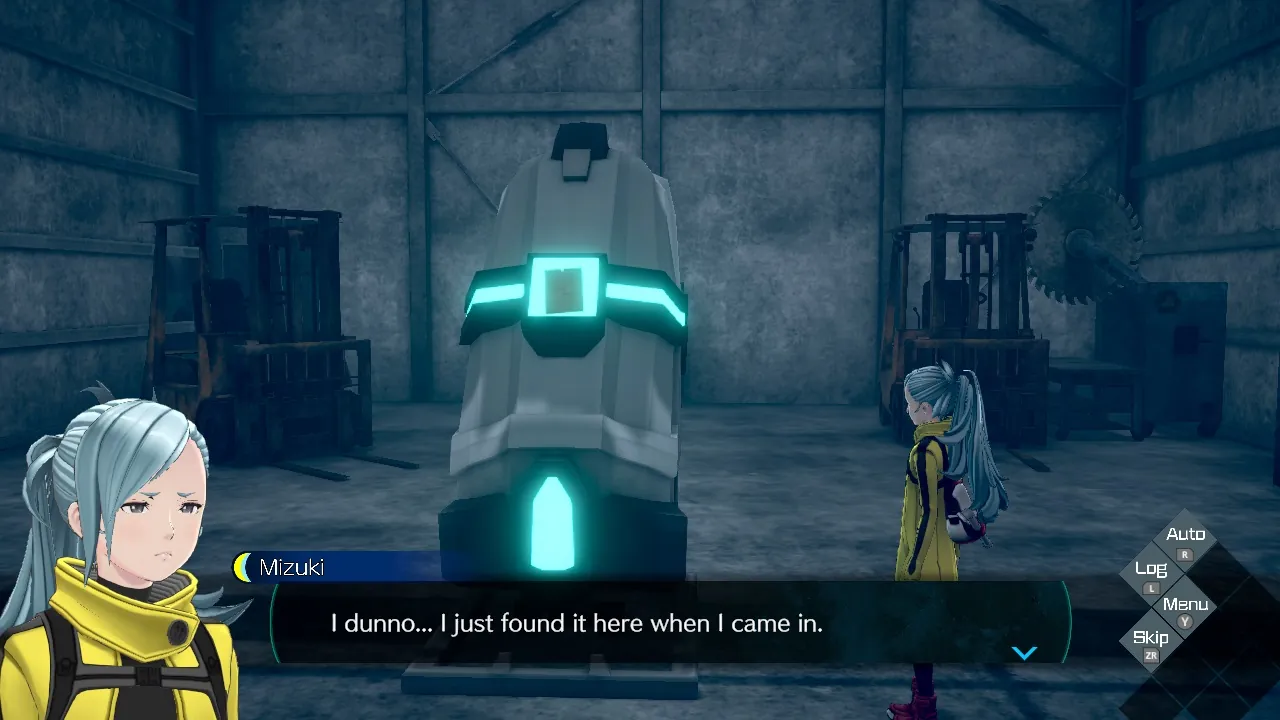 Auto
R
Log
L
Menu
Y
Skip
ZR
Mizuki
I dunno... I just found it here when I came in.